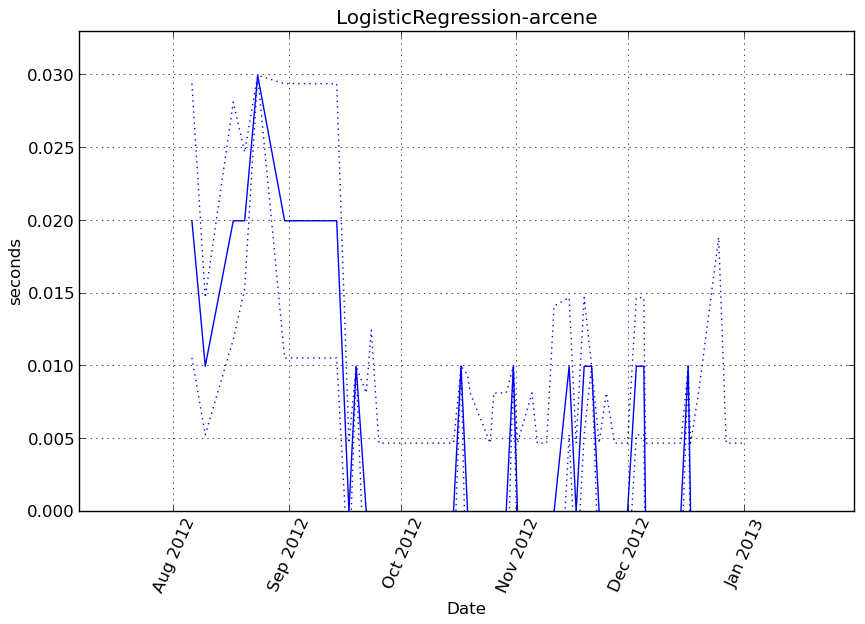 LogisticRegression-arcene
seconds
0.030
0.025
0.020
0.015
0.010
0.005
0.000
Aug 2012
Sep 2012
Oct 2012
Nov 2012
Dec 2012
Jan 2013
Date